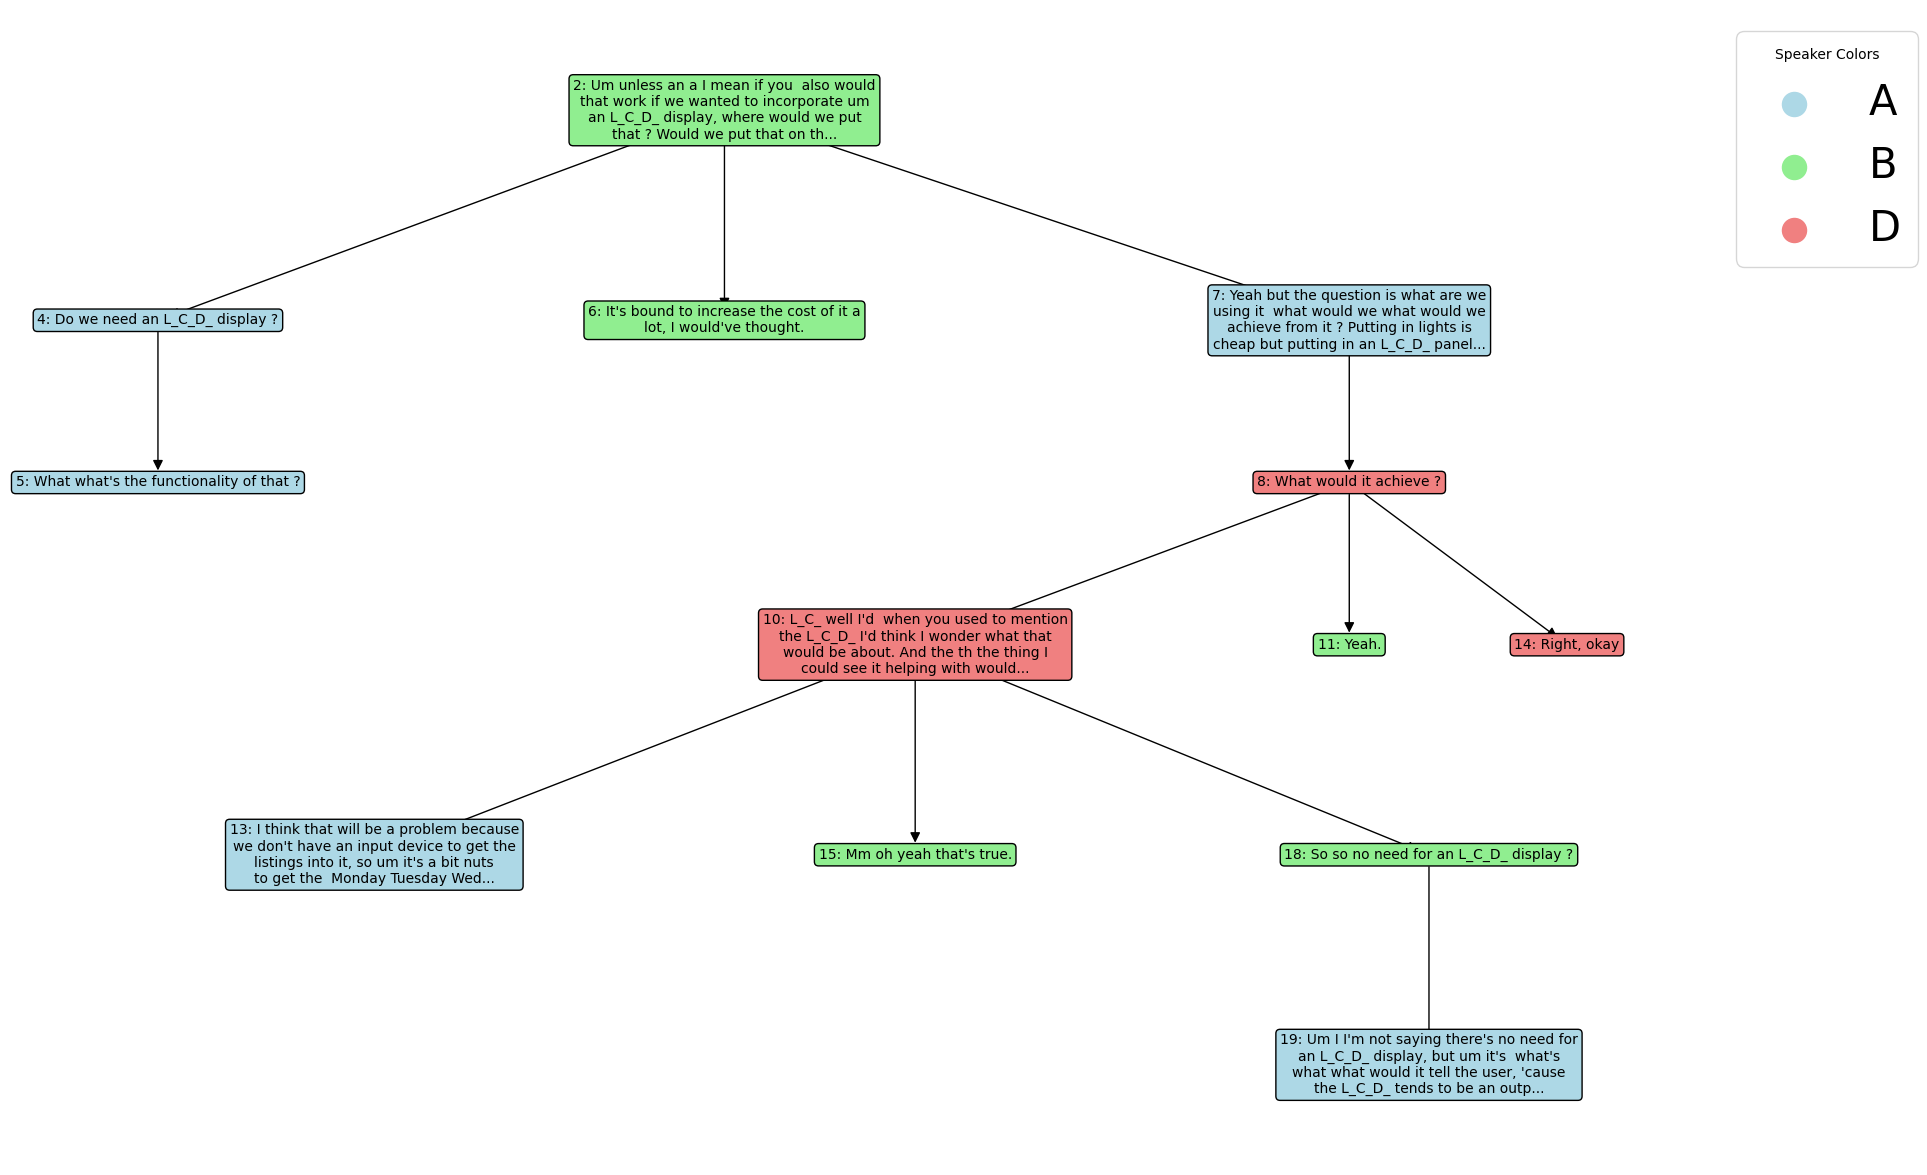 Speaker Colors
A
B
D
2: Um unless an a I mean if you  also would
that work if we wanted to incorporate um
an L_C_D_ display, where would we put
that ? Would we put that on th...
4: Do we need an L_C_D_ display ?
6: It's bound to increase the cost of it a
lot, I would've thought.
7: Yeah but the question is what are we
using it  what would we what would we
achieve from it ? Putting in lights is
cheap but putting in an L_C_D_ panel...
5: What what's the functionality of that ?
8: What would it achieve ?
10: L_C_ well I'd  when you used to mention
the L_C_D_ I'd think I wonder what that
would be about. And the th the thing I
could see it helping with would...
11: Yeah.
14: Right, okay
13: I think that will be a problem because
we don't have an input device to get the
listings into it, so um it's a bit nuts
to get the  Monday Tuesday Wed...
15: Mm oh yeah that's true.
18: So so no need for an L_C_D_ display ?
19: Um I I'm not saying there's no need for
an L_C_D_ display, but um it's  what's
what what would it tell the user, 'cause
the L_C_D_ tends to be an outp...